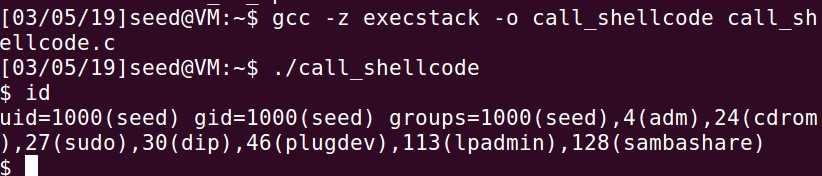 [03/05/19]seed@VM:~$ gcc -z execstack -o call_shellcode call_sh
ellcode.c
[03/05/19]seed@VM:~$ ./call_shellcode
$ id
uid=1000(seed) gid=1000(seed) groups=1000(seed),4(adm),24(cdrom
),27(sudo),30(dip),46(plugdev),113(lpadmin),128(sambashare)
$